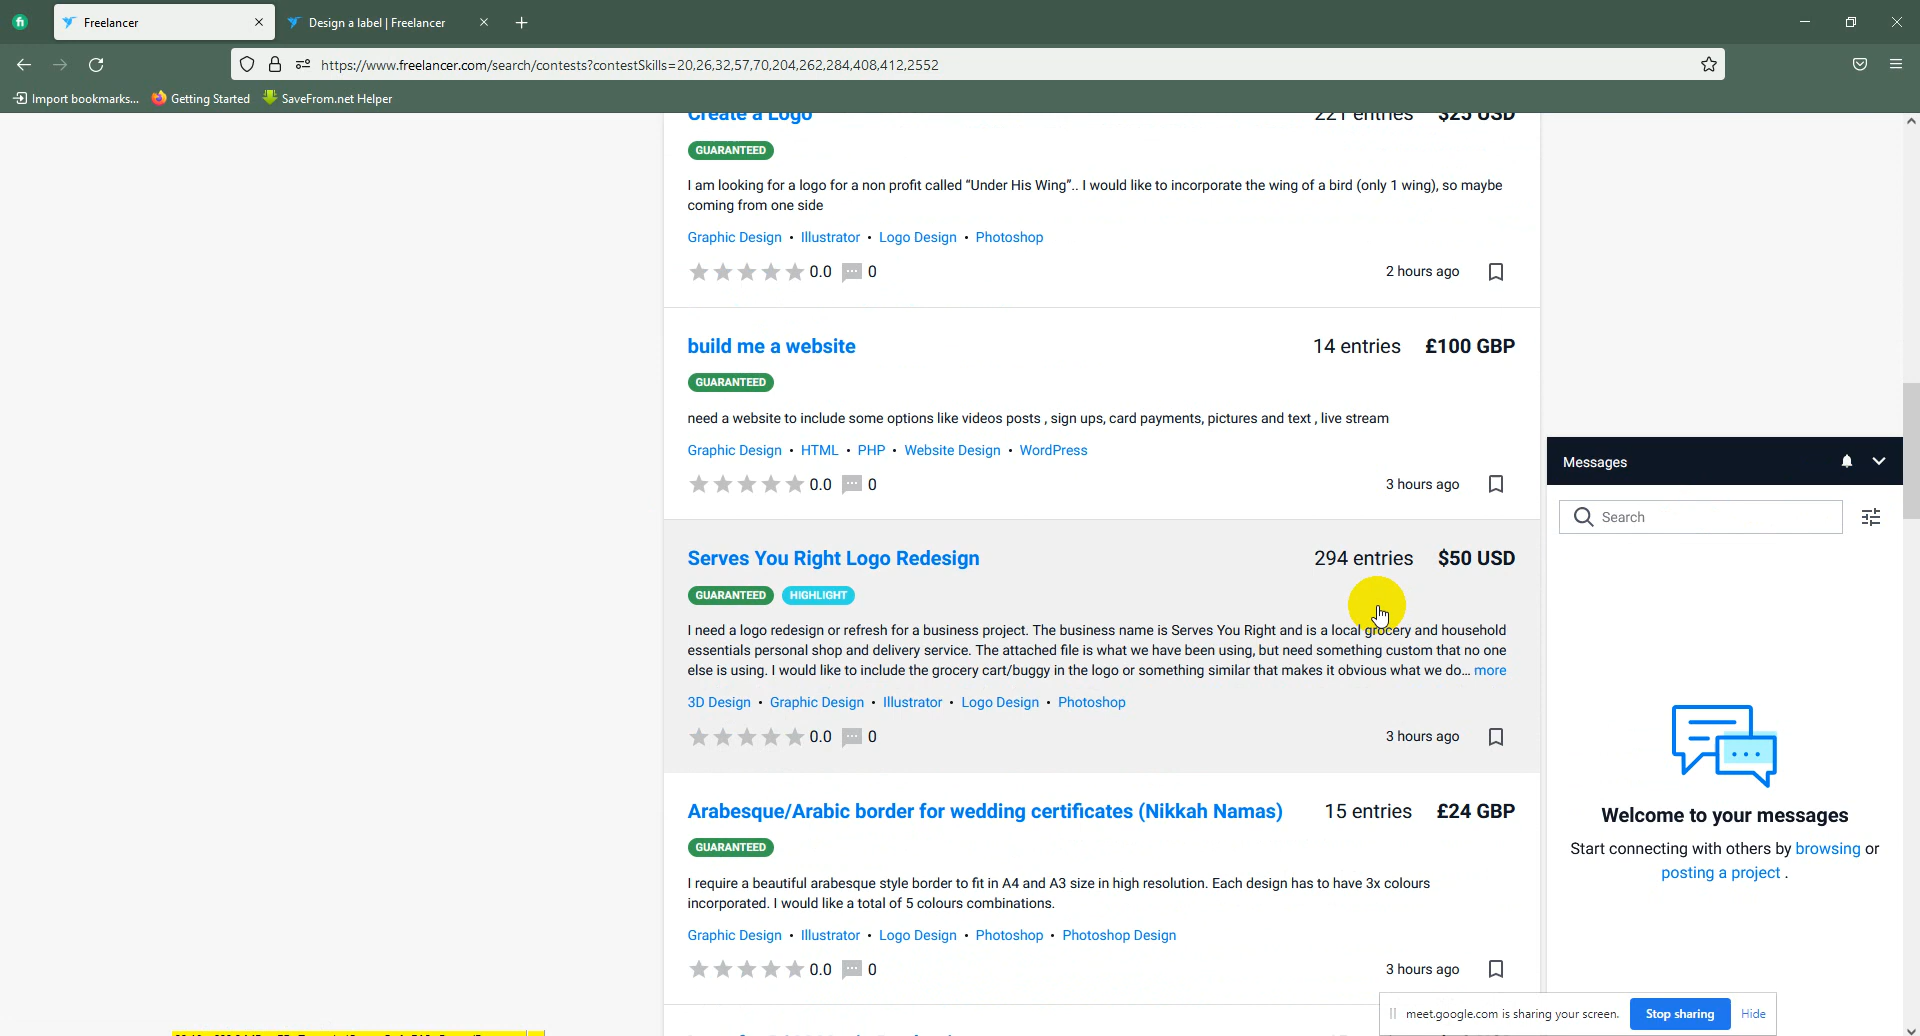 Freelancer
Design a label | Freelancer
https://www.freelancer.com/search/contests?contestSkills=20,26,32,57,70,204,262,284,408,412,2552
Import bookmarks...
Getting Started
SaveFrom.net Helper
Create a Logo
221 entries
$25 USD
GUARANTEED
I am looking for a logo for a non profit called “Under His Wing”.. I would like to incorporate the wing of a bird (only 1 wing), so maybe
coming from one side
Graphic Design • Illustrator • Logo Design • Photoshop
0.0
0
2 hours ago
build me a website
14 entries
£100 GBP
GUARANTEED
need a website to include some options like videos posts , sign ups, card payments, pictures and text , live stream
Graphic Design • HTML • PHP • Website Design • WordPress
0.0
0
3 hours ago
Serves You Right Logo Redesign
294 entries
$50 USD
GUARANTEED
HIGHLIGHT
I need a logo redesign or refresh for a business project. The business name is Serves You Right and is a local grocery and household
essentials personal shop and delivery service. The attached file is what we have been using, but need something custom that no one
else is using. I would like to include the grocery cart/buggy in the logo or something similar that makes it obvious what we do... more
3D Design • Graphic Design • Illustrator • Logo Design • Photoshop
0.0
0
3 hours ago
Arabesque/Arabic border for wedding certificates (Nikkah Namas)
15 entries
£24 GBP
GUARANTEED
I require a beautiful arabesque style border to fit in A4 and A3 size in high resolution. Each design has to have 3x colours
incorporated. I would like a total of 5 colours combinations.
Graphic Design • Illustrator • Logo Design • Photoshop • Photoshop Design
0.0
0
3 hours ago
Messages
Search
Welcome to your messages
Start connecting with others by browsing or
posting a project .
meet.google.com is sharing your screen.
Stop sharing
Hide